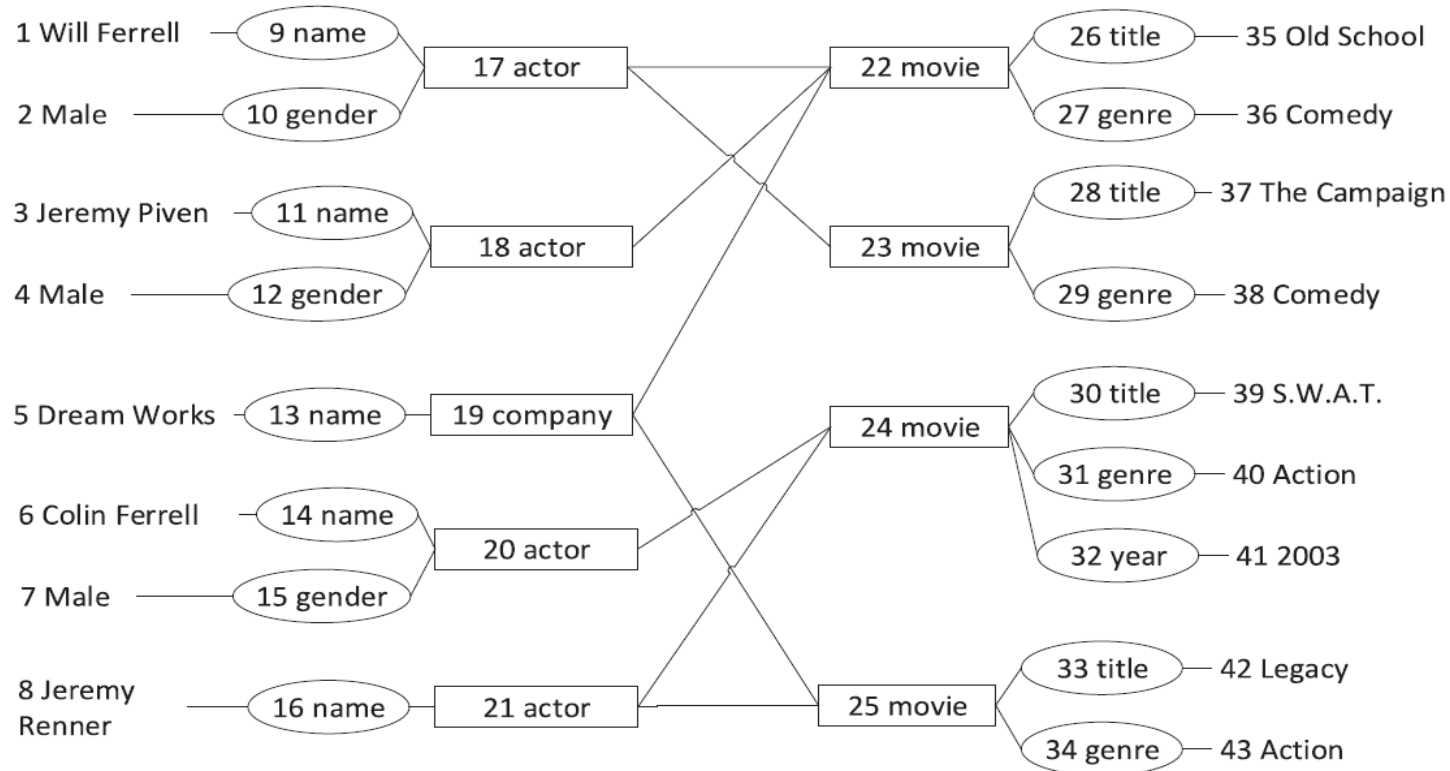 1 Will Ferrell
9 name
17 actor
2 Male
10 gender
3 Jeremy Piven
11 name
18 actor
4 Male
12 gender
5 Dream Works
13 name
19 company
6 Colin Ferrell
14 name
20 actor
7 Male
15 gender
8 Jeremy
Renner
16 name
21 actor
22 movie
26 title
35 Old School
27 genre
36 Comedy
23 movie
28 title
37 The Campaign
29 genre
38 Comedy
24 movie
30 title
39 S.W.A.T.
31 genre
40 Action
32 year
41 2003
25 movie
33 title
42 Legacy
34 genre
43 Action